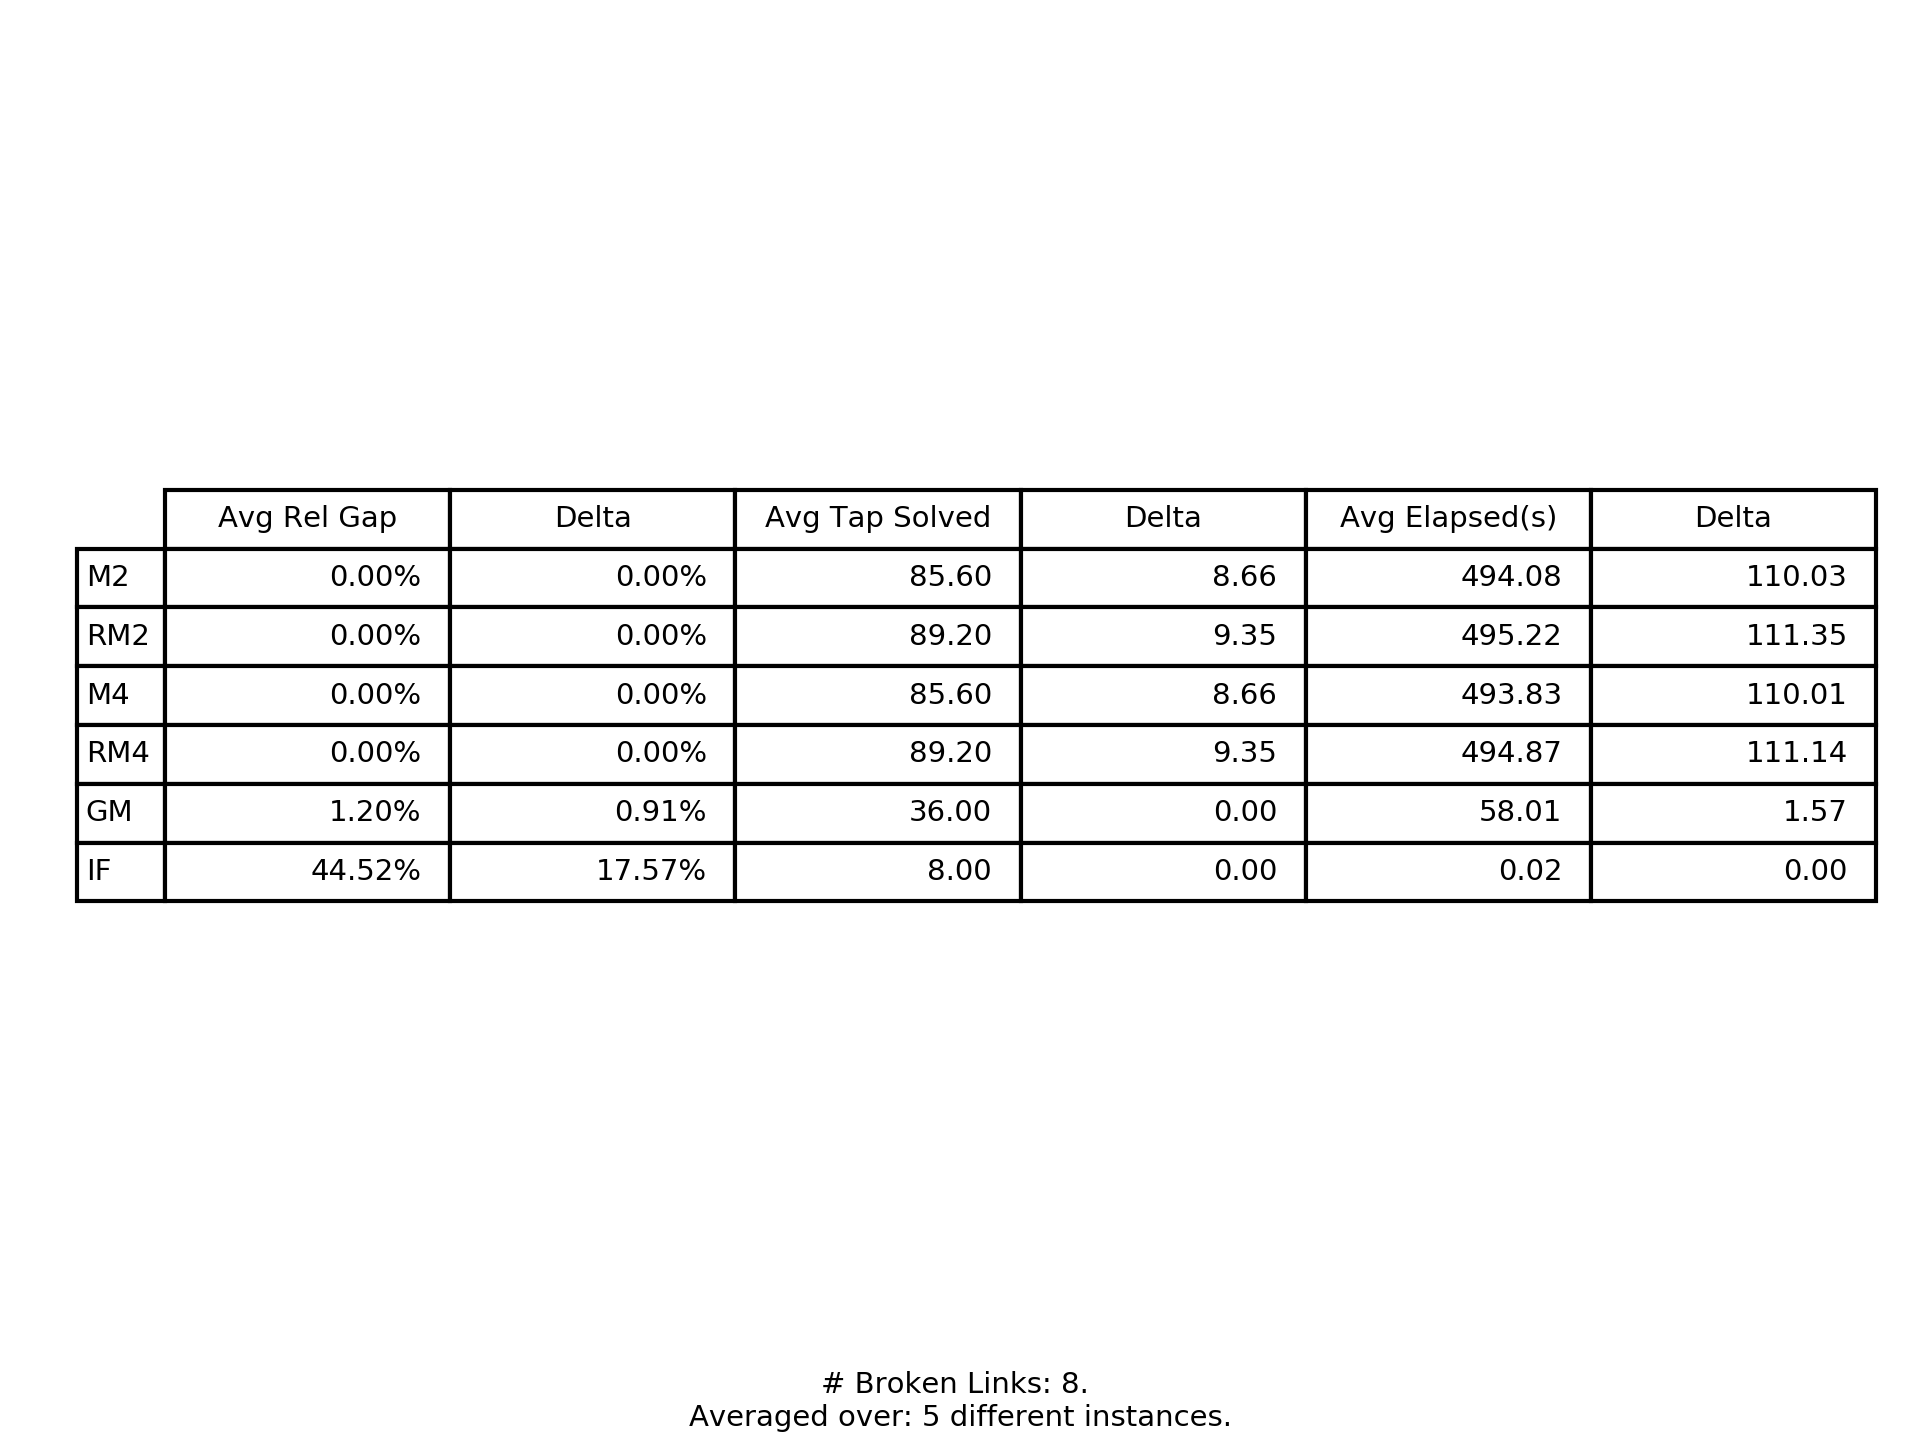 Avg Rel Gap Delta Avg Tap Solved Delta Avg Elapsed(s) Delta
M2 0.00% 0.00% 85.60 8.66 494.08 110.03
RM2 0.00% 0.00% 89.20 9.35 495.22 111.35
M4 0.00% 0.00% 85.60 8.66 493.83 110.01
RM4 0.00% 0.00% 89.20 9.35 494.87 111.14
GM 1.20% 0.91% 36.00 0.00 58.01 1.57
IF 44.52% 17.57% 8.00 0.00 0.02 0.00
# Broken Links: 8.
Averaged over: 5 different instances.